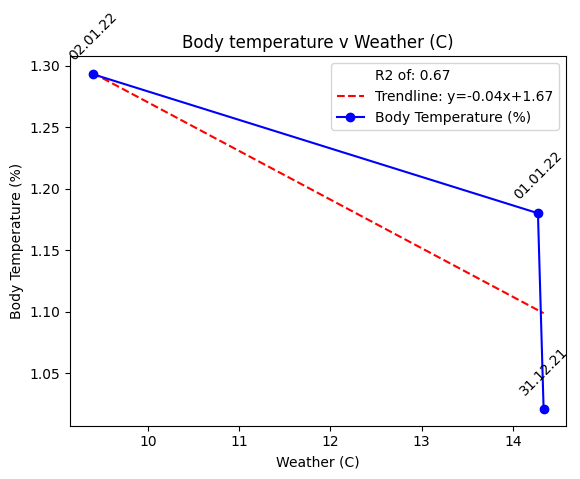 Body temperature v Weather (C)
02.01.22
R2 of: 0.67
Trendline: y=-0.04x+1.67
Body Temperature (%)
01.01.22
31.12.21
Body Temperature (%)
1.30
1.25
1.20
1.15
1.10
1.05
10 11 12 13 14
Weather (C)